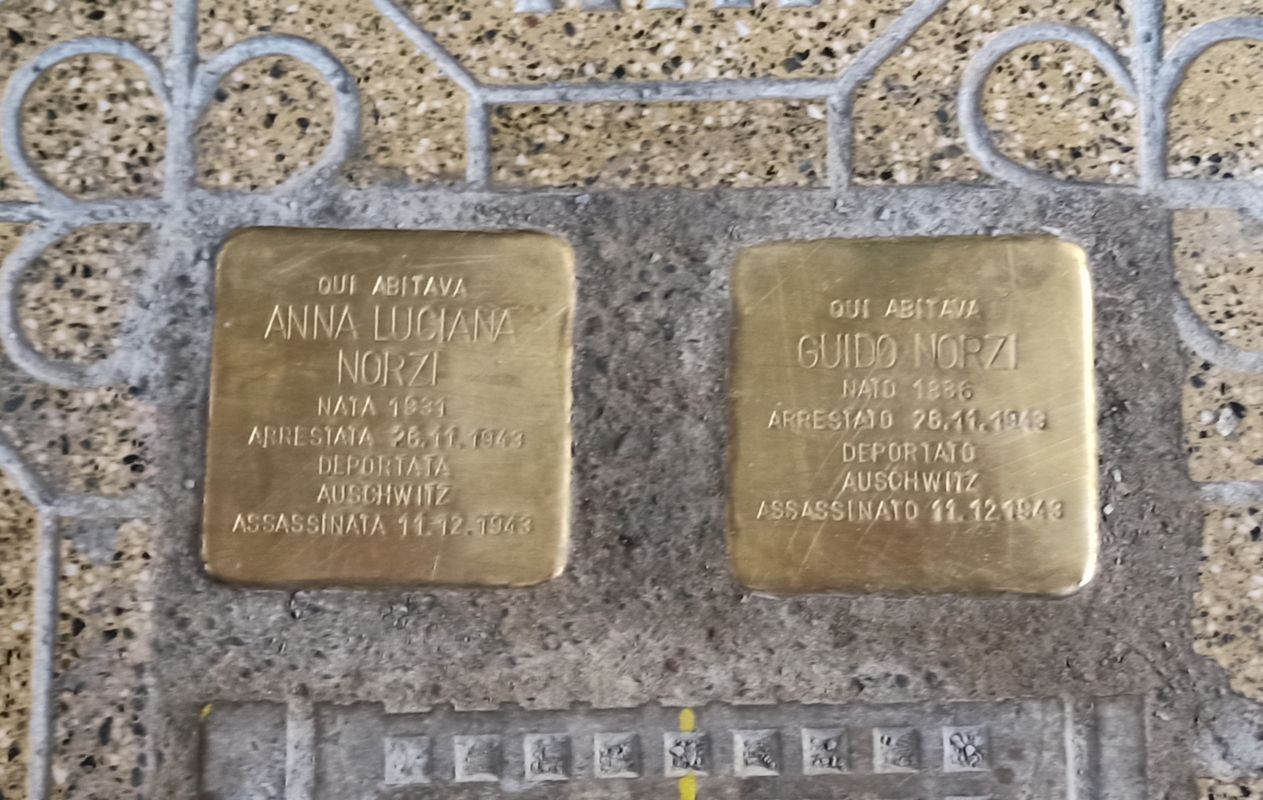 QUI ABITAVA
ANNA LUCIANA
NORZI
NATA 1931
ARRESTATA 26.11.1943
DEPORTATA
AUSCHWITZ
ASSASSINATA 11.12.1943
QUI ABITAVA
GUIDO NORZI
NATO 1886
ARRESTATO 26.11.1943
DEPORTATO
AUSCHWITZ
ASSASSINATO 11.12.1943